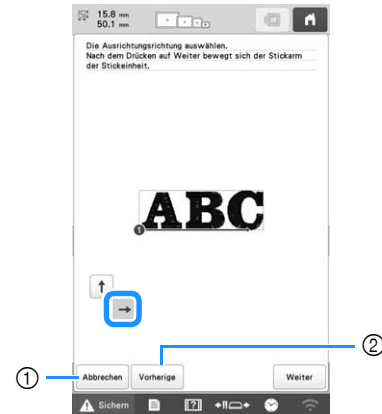 15.8 mm
50.1 mm
Die Ausrichtungsrichtung auswählen.
Nach dem Drücken auf Weiter bewegt sich der Stickarm
der Stickeinheit.
ABC
1
↑
→
① Abbrechen Vorherige Weiter ②
Sichern